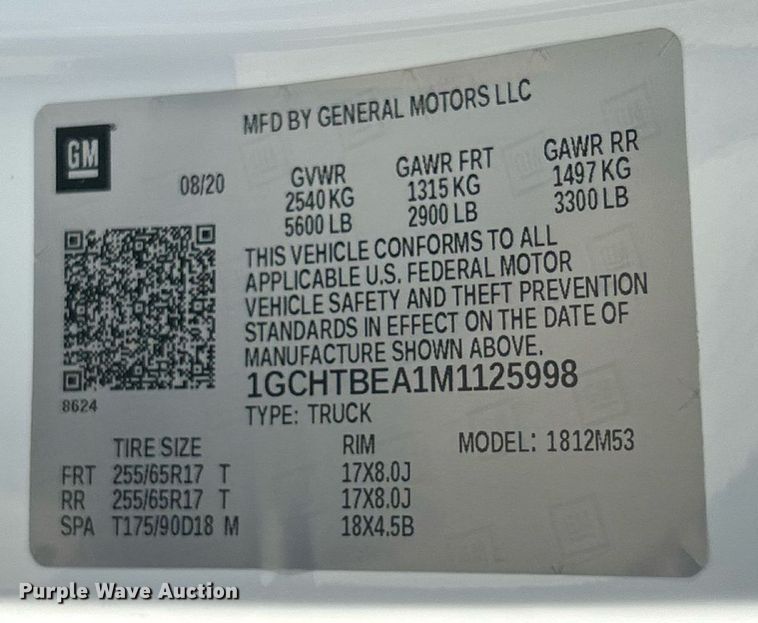 MFD BY GENERAL MOTORS LLC
GM
08/20
GVWR GAWR FRT GAWR RR
2540 KG 1315 KG 1497 KG
5600 LB 2900 LB 3300 LB
THIS VEHICLE CONFORMS TO ALL
APPLICABLE U.S. FEDERAL MOTOR
VEHICLE SAFETY AND THEFT PREVENTION
STANDARDS IN EFFECT ON THE DATE OF
MANUFACTURE SHOWN ABOVE.
1GCHTBEA1M1125998
8624
TYPE: TRUCK
TIRE SIZE RIM MODEL: 1812M53
FRT 255/65R17 T 17X8.0J
RR 255/65R17 T 17X8.0J
SPA T175/90D18 M 18X4.5B
Purple Wave Auction